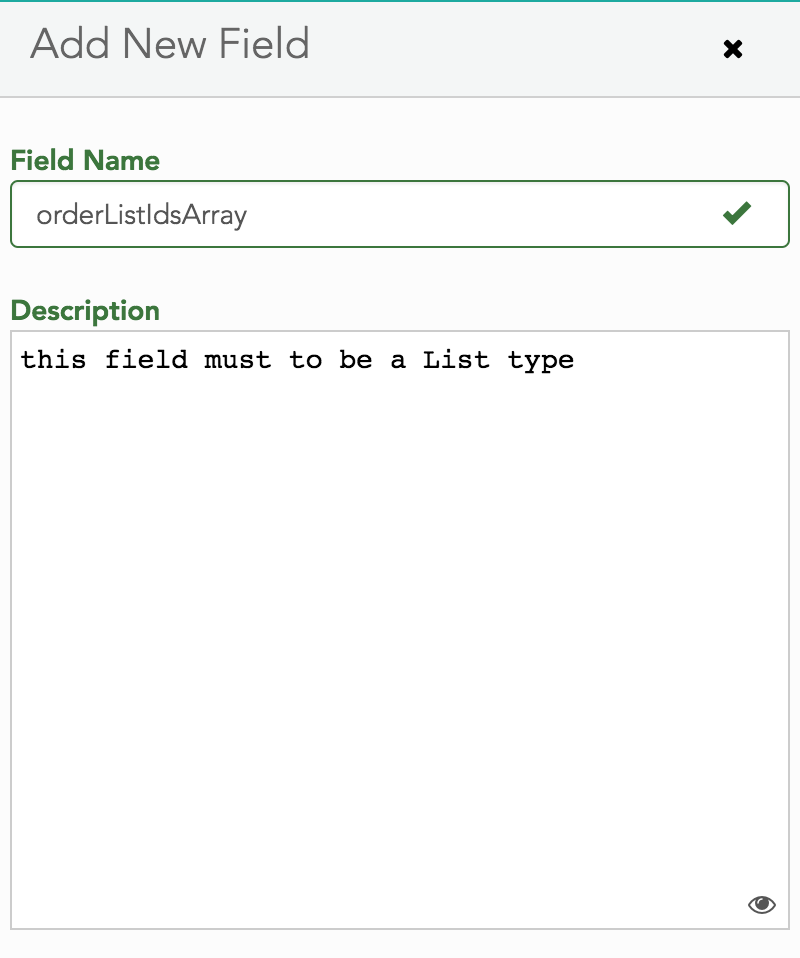 Add New Field
Field Name
orderListIdsArray
Description
this field must to be a List type